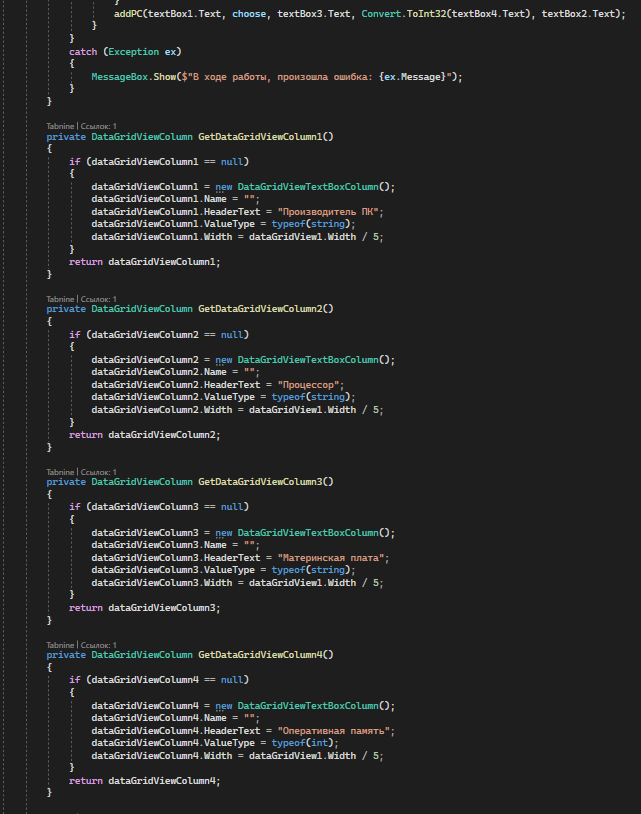 }
addPC(textBox1.Text, choose, textBox3.Text, Convert.ToInt32(textBox4.Text), textBox2.Text);
}
}
catch (Exception ex)
{
MessageBox.Show($"В ходе работы, произошла ошибка: {ex.Message}");
}
}
Tabnine | Ссылок: 1
private DataGridViewColumn GetDataGridViewColumn1()
{
if (dataGridViewColumn1 == null)
{
dataGridViewColumn1 = new DataGridViewTextBoxColumn();
dataGridViewColumn1.Name = "";
dataGridViewColumn1.HeaderText = "Производитель ПК";
dataGridViewColumn1.ValueType = typeof(string);
dataGridViewColumn1.Width = dataGridView1.Width / 5;
}
return dataGridViewColumn1;
}
Tabnine | Ссылок: 1
private DataGridViewColumn GetDataGridViewColumn2()
{
if (dataGridViewColumn2 == null)
{
dataGridViewColumn2 = new DataGridViewTextBoxColumn();
dataGridViewColumn2.Name = "";
dataGridViewColumn2.HeaderText = "Процессор";
dataGridViewColumn2.ValueType = typeof(string);
dataGridViewColumn2.Width = dataGridView1.Width / 5;
}
return dataGridViewColumn2;
}
Tabnine | Ссылок: 1
private DataGridViewColumn GetDataGridViewColumn3()
{
if (dataGridViewColumn3 == null)
{
dataGridViewColumn3 = new DataGridViewTextBoxColumn();
dataGridViewColumn3.Name = "";
dataGridViewColumn3.HeaderText = "Материнская плата";
dataGridViewColumn3.ValueType = typeof(string);
dataGridViewColumn3.Width = dataGridView1.Width / 5;
}
return dataGridViewColumn3;
}
Tabnine | Ссылок: 1
private DataGridViewColumn GetDataGridViewColumn4()
{
if (dataGridViewColumn4 == null)
{
dataGridViewColumn4 = new DataGridViewTextBoxColumn();
dataGridViewColumn4.Name = "";
dataGridViewColumn4.HeaderText = "Оперативная память";
dataGridViewColumn4.ValueType = typeof(int);
dataGridViewColumn4.Width = dataGridView1.Width / 5;
}
return dataGridViewColumn4;
}